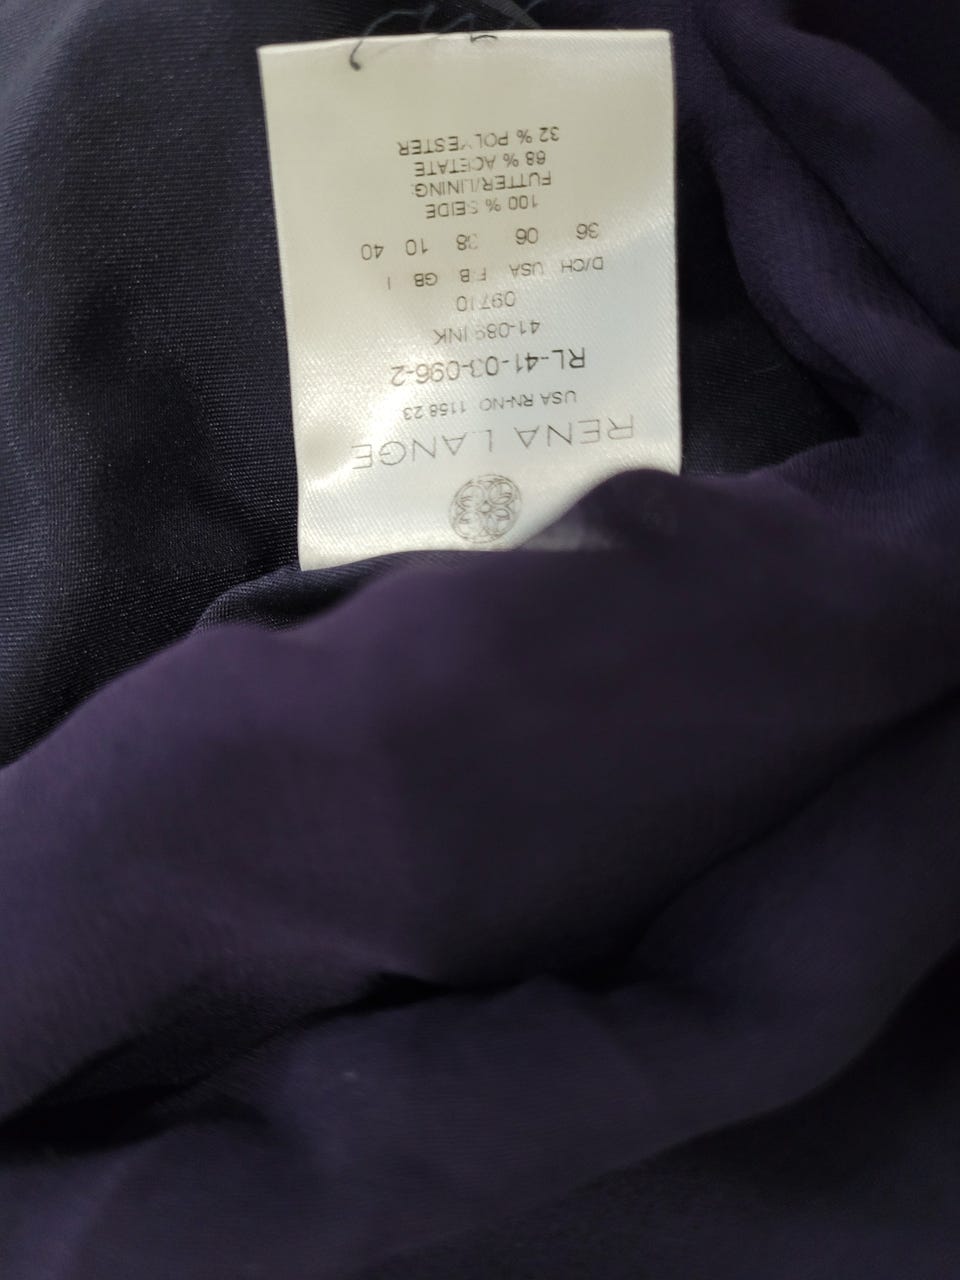 RENA LANGE
USA RN-NO 1158 23
RL-41-03-096-2
41-089 INK
09710
D/CH USA F·B GB I
36 06 38 10 40
100 % SEIDE
FUTTER/LINING:
68 % ACETATE
32 % POLYESTER